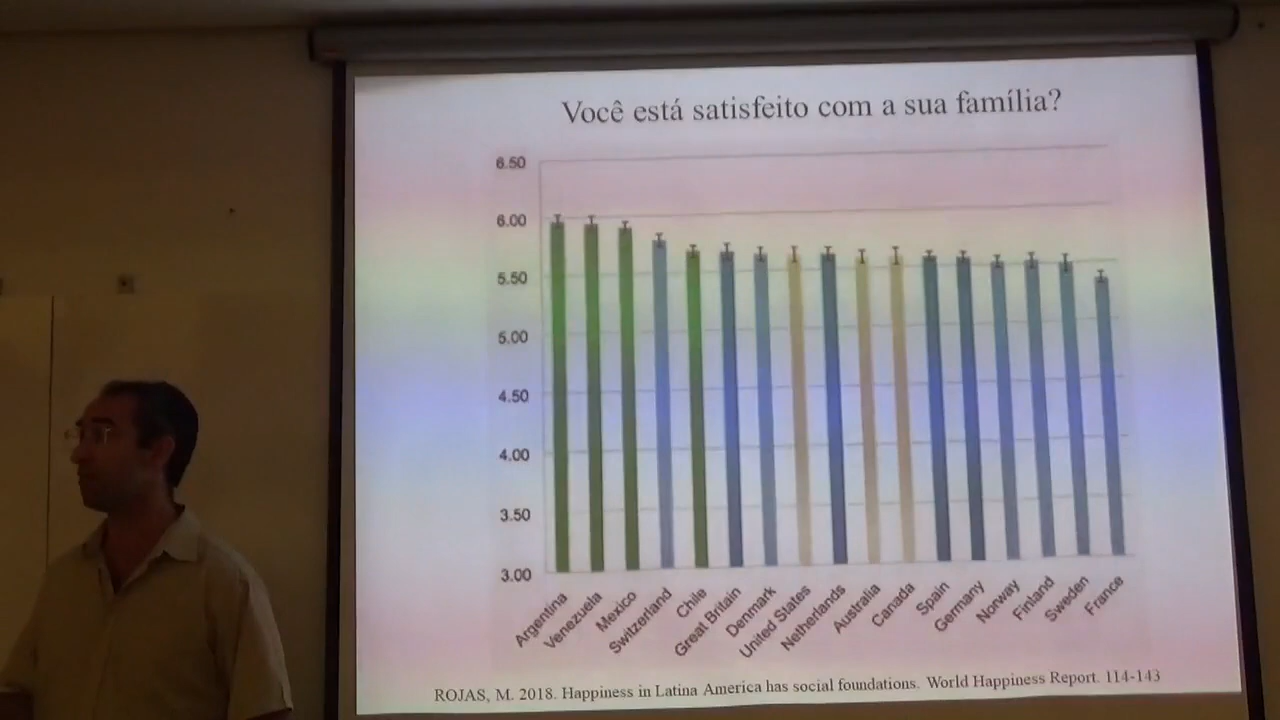 Você está satisfeito com a sua família?
6.50
6.00
5.50
5.00
4.50
4.00
3.50
3.00
Argentina
Venezuela
Mexico
Switzerland
Chile
Great Britain
Denmark
United States
Netherlands
Australia
Canada
Spain
Germany
Norway
Finland
Sweden
France
ROJAS, M. 2018. Happiness in Latina America has social foundations. World Happiness Report. 114-143